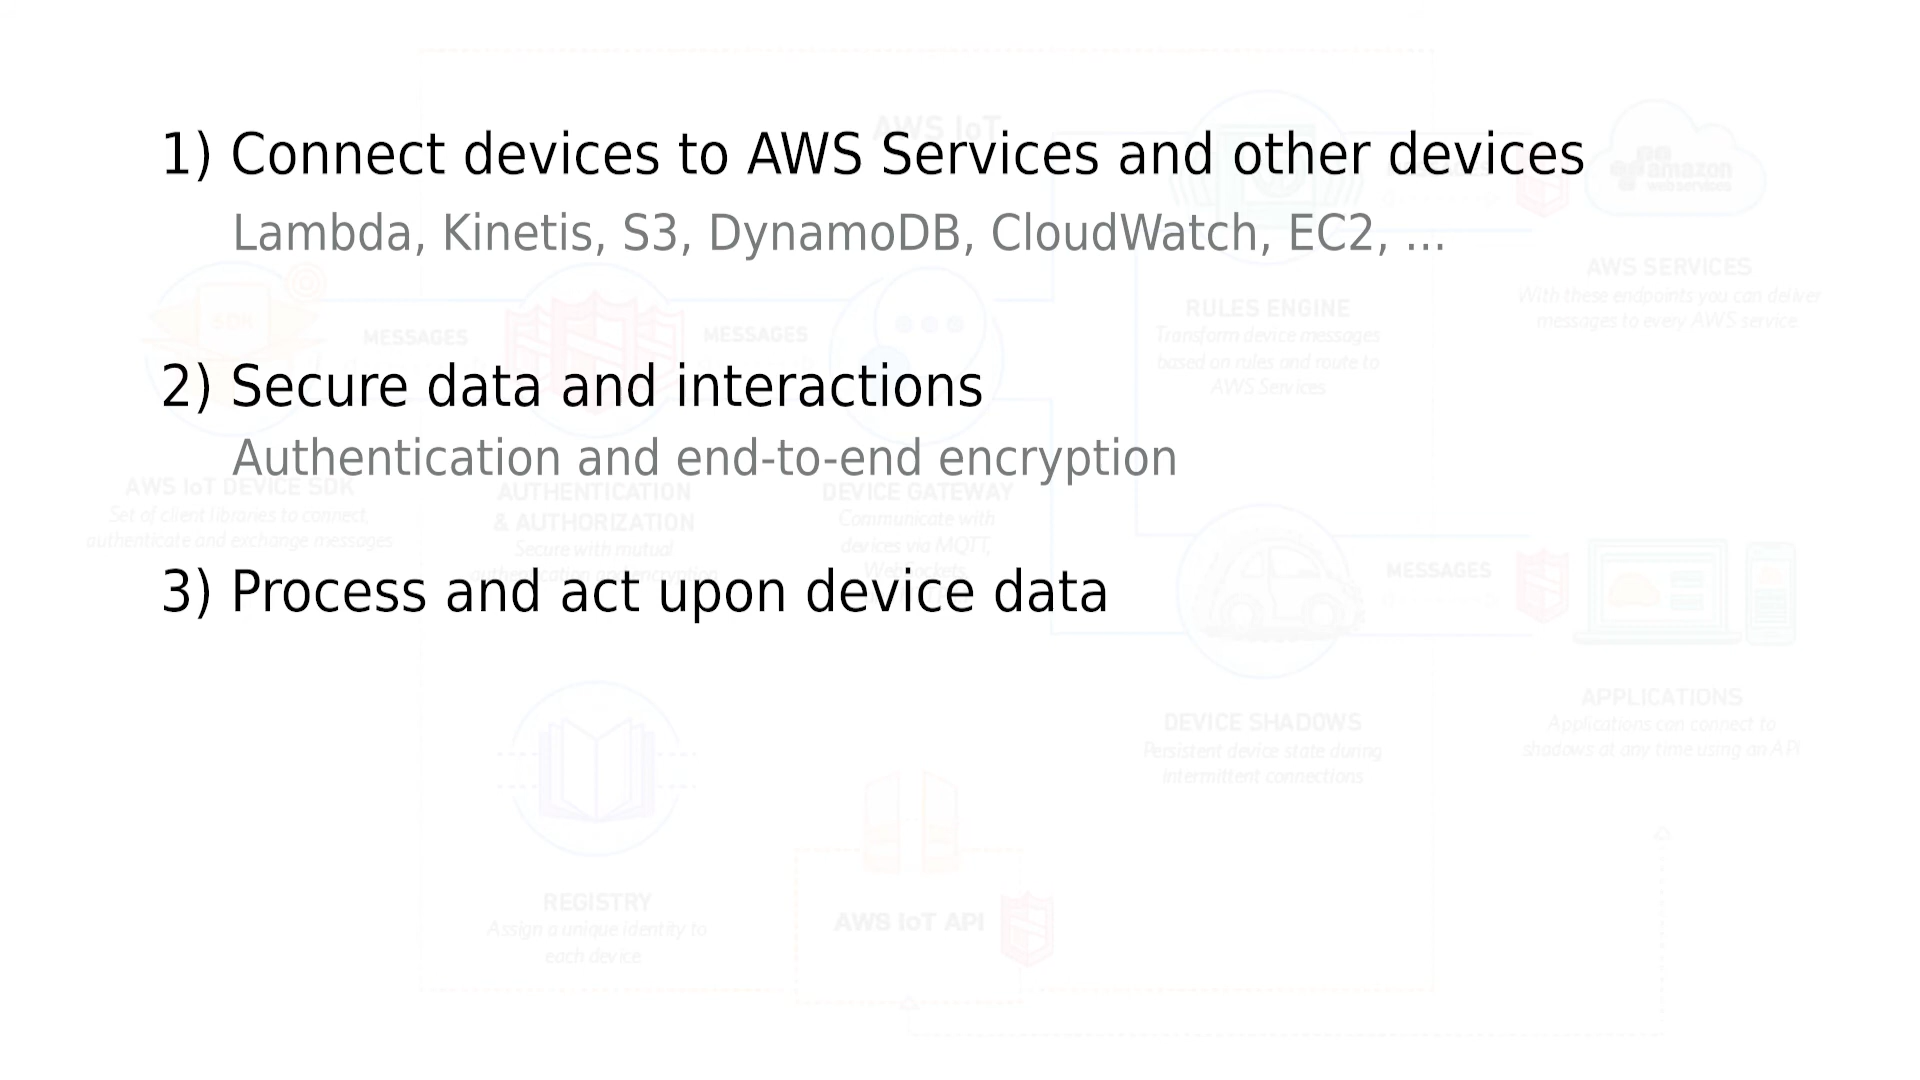 1) Connect devices to AWS Services and other devices
Lambda, Kinetis, S3, DynamoDB, CloudWatch, EC2, ...
2) Secure data and interactions
Authentication and end-to-end encryption
3) Process and act upon device data
AWS IoT
MESSAGES
amazon
web services
AWS SERVICES
With these endpoints you can deliver
messages to every AWS service
RULES ENGINE
Transform device messages
based on rules and route to
AWS Services
SDK
MESSAGES
MESSAGES
AWS IoT DEVICE SDK
Set of client libraries to connect,
authenticate and exchange messages
AUTHENTICATION
& AUTHORIZATION
Secure with mutual
authentication and encryption
DEVICE GATEWAY
Communicate with
devices via MQTT,
WebSockets,
MESSAGES
DEVICE SHADOWS
Persistent device state during
intermittent connections
APPLICATIONS
Applications can connect to
shadows at any time using an API
REGISTRY
Assign a unique identity to
each device
AWS IoT API